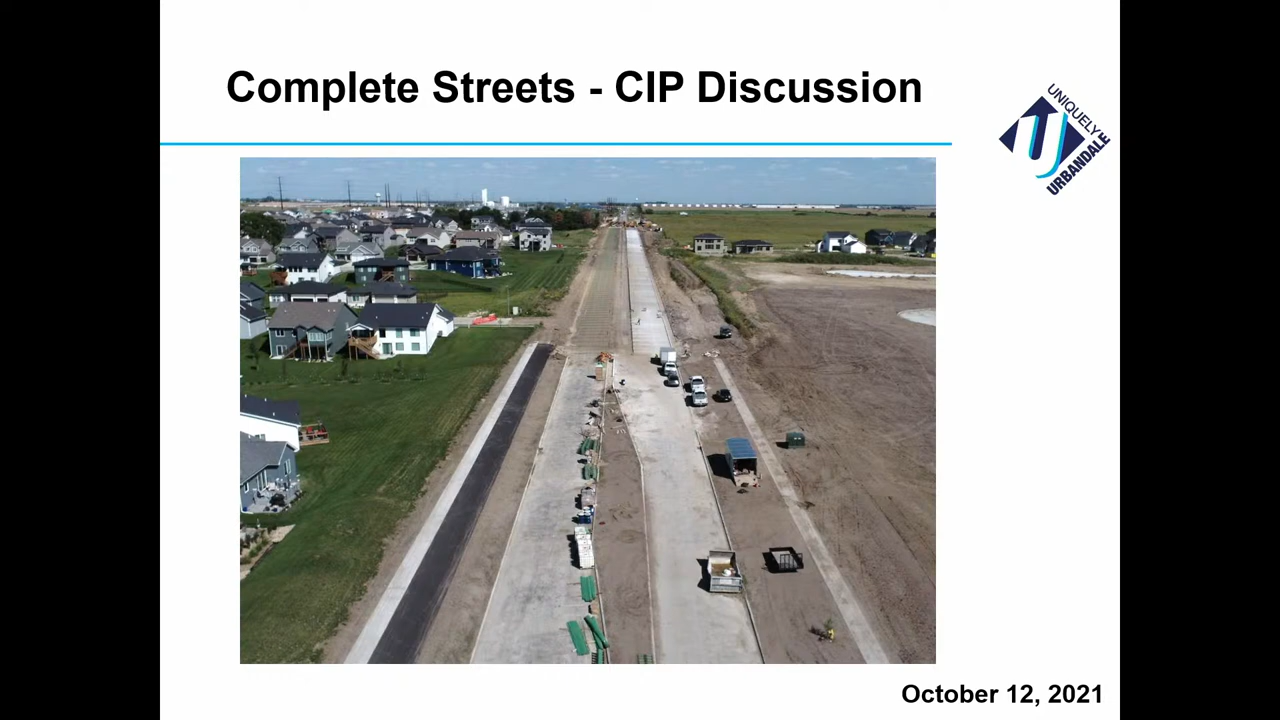 Complete Streets - CIP Discussion
UNIQUELY
U
URBANDALE
October 12, 2021